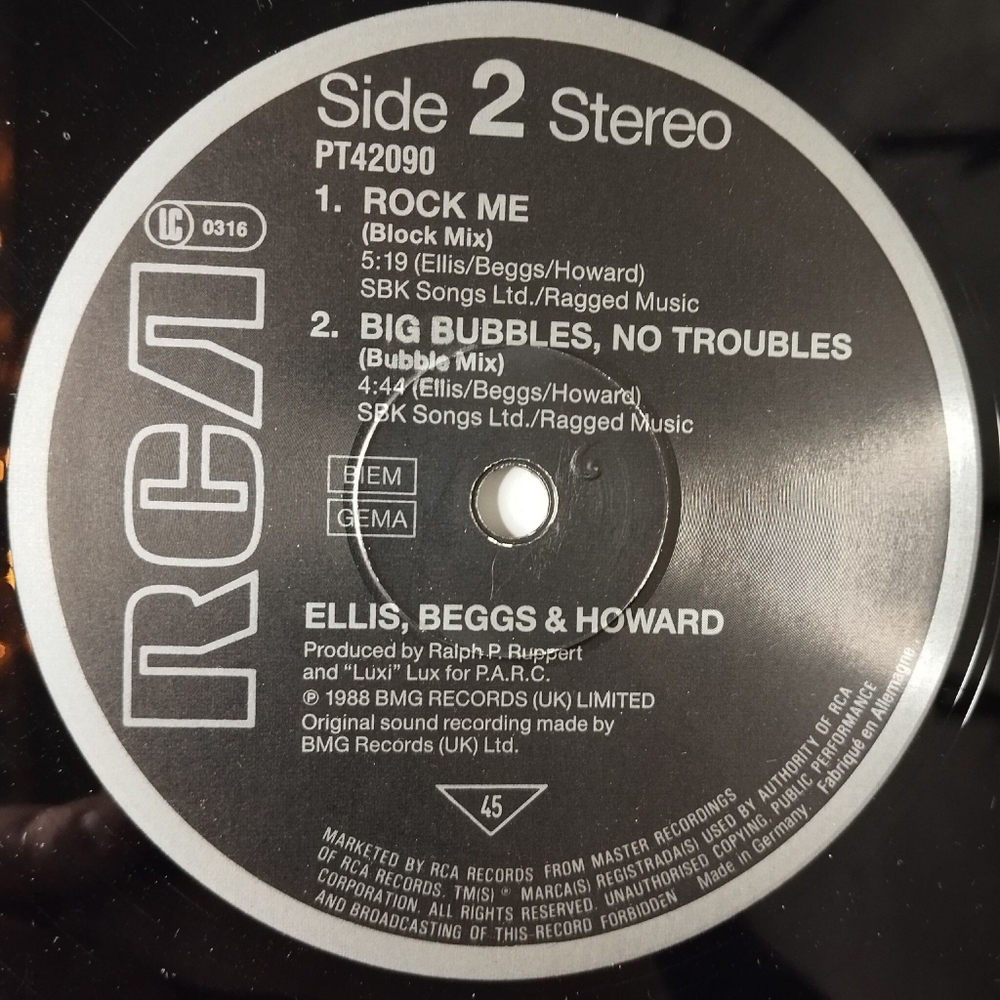 Side 2 Stereo
PT42090
1. ROCK ME
(Block Mix)
5:19 (Ellis/Beggs/Howard)
SBK Songs Ltd./Ragged Music
2. BIG BUBBLES, NO TROUBLES
(Bubble Mix)
4:44 (Ellis/Beggs/Howard)
SBK Songs Ltd./Ragged Music
LC 0316
RCA
BIEM
GEMA
ELLIS, BEGGS & HOWARD
Produced by Ralph P. Ruppert
and “Luxi” Lux for P.A.R.C.
℗ 1988 BMG RECORDS (UK) LIMITED
Original sound recording made by
BMG Records (UK) Ltd.
45
MARKETED BY RCA RECORDS FROM MASTER RECORDINGS
OF RCA RECORDS. TM(S) ® MARCA(S) REGISTRADA(S) USED BY AUTHORITY OF RCA
CORPORATION. ALL RIGHTS RESERVED. UNAUTHORISED COPYING, PUBLIC PERFORMANCE
AND BROADCASTING OF THIS RECORD FORBIDDEN Made in Germany. Fabriqué en Allemagne